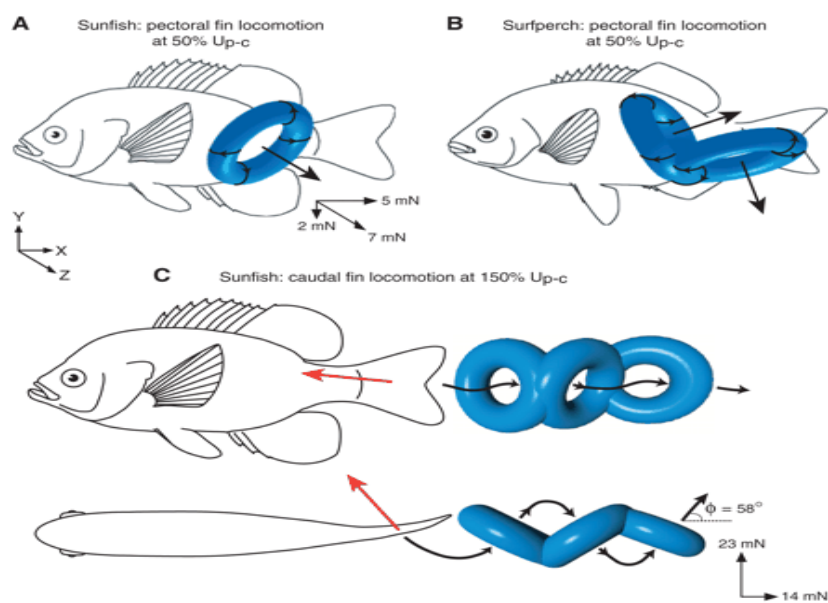 A
Sunfish: pectoral fin locomotion
at 50% Up-c
B
Surfperch: pectoral fin locomotion
at 50% Up-c
5 mN
2 mN
7 mN
Y
X
Z
C
Sunfish: caudal fin locomotion at 150% Up-c
ϕ = 58°
23 mN
14 mN